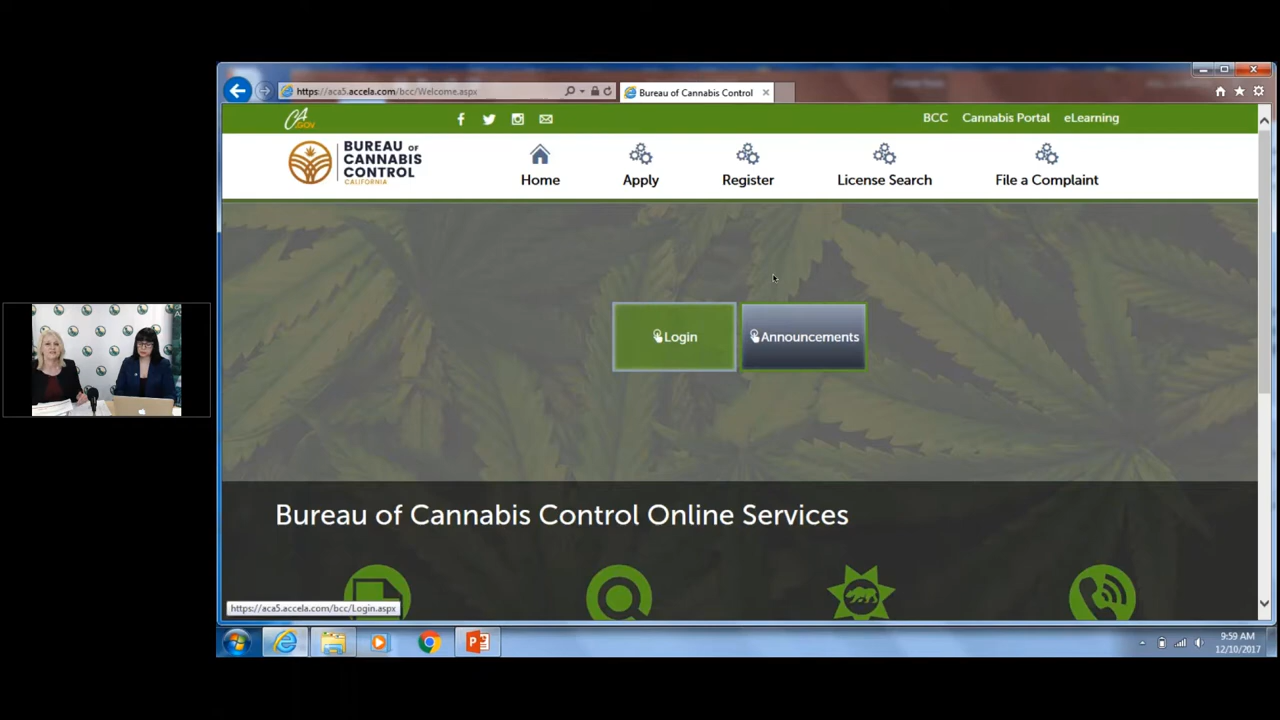 https://aca5.accela.com/bcc/Welcome.aspx
Bureau of Cannabis Control
CA.GOV
BCC Cannabis Portal eLearning
BUREAU OF
CANNABIS
CONTROL
CALIFORNIA
Home Apply Register License Search File a Complaint
Login Announcements
Bureau of Cannabis Control Online Services
https://aca5.accela.com/bcc/Login.aspx
9:59 AM
12/10/2017